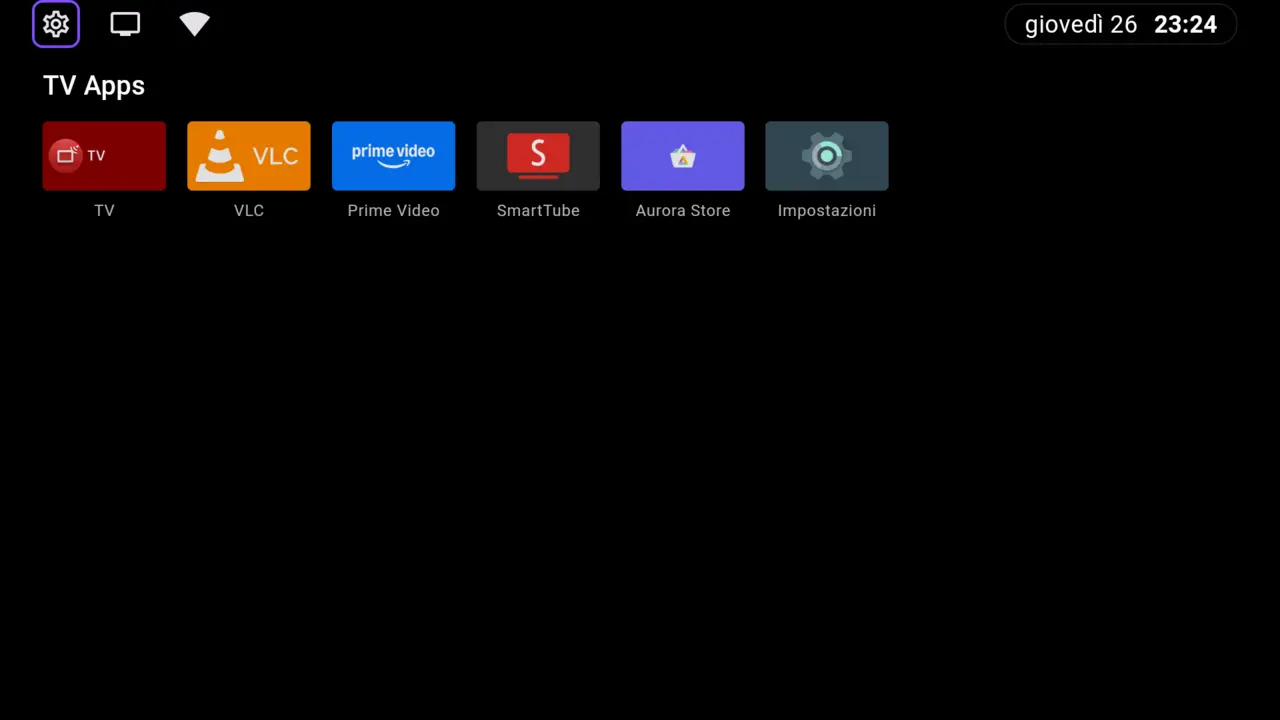 giovedì 26 23:24
TV Apps
TV VLC prime video S
TV VLC Prime Video SmartTube Aurora Store Impostazioni